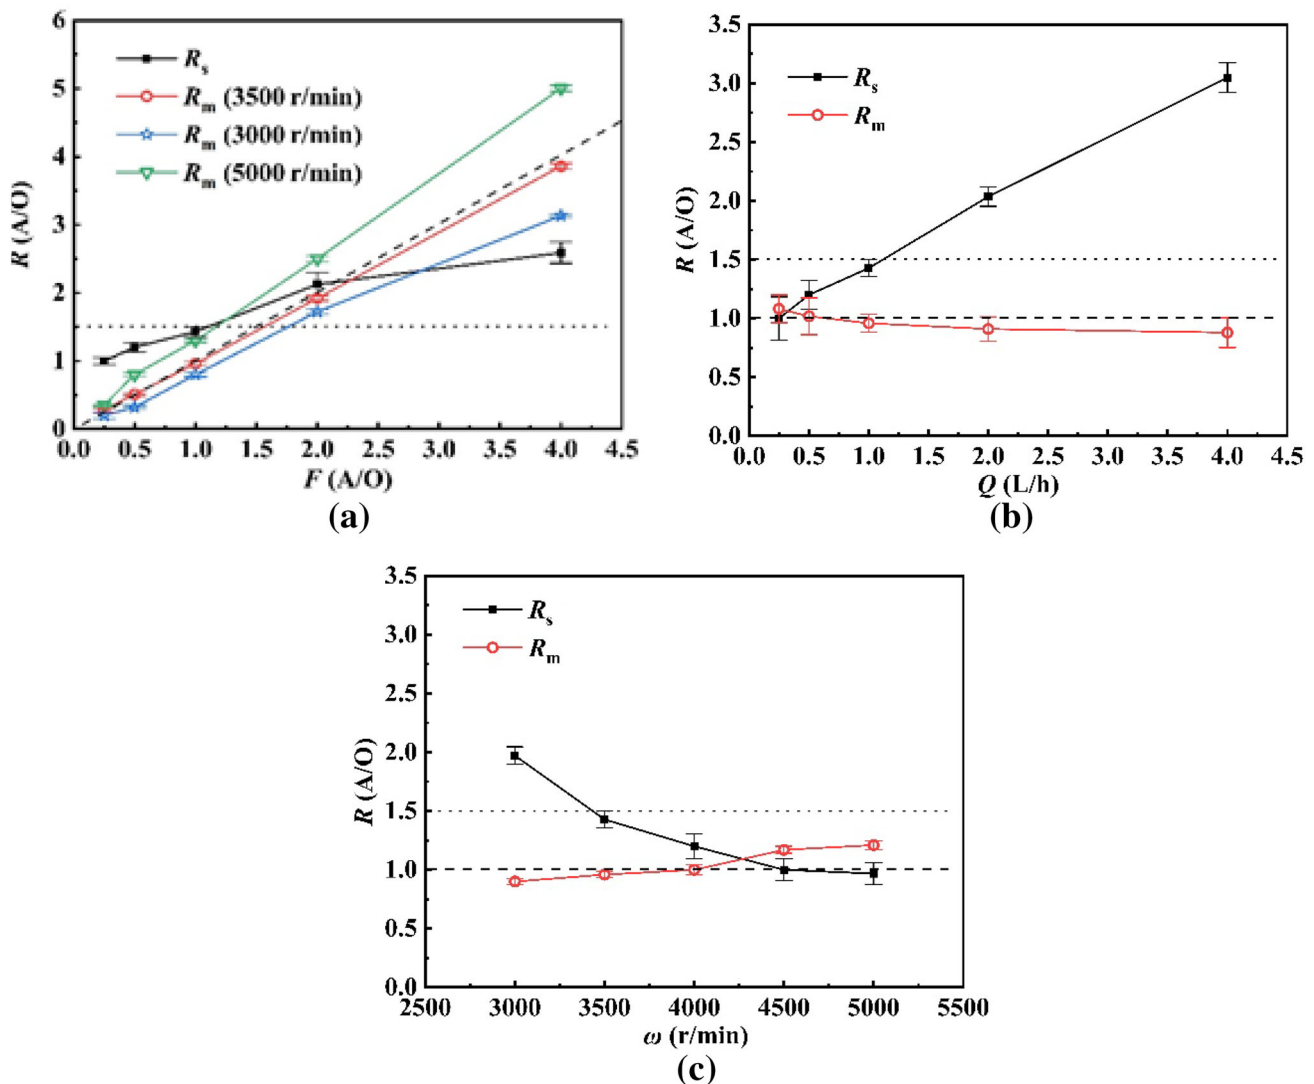 6
5
4
3
2
1
0
R (A/O)
Rs
Rm (3500 r/min)
Rm (3000 r/min)
Rm (5000 r/min)
0.0 0.5 1.0 1.5 2.0 2.5 3.0 3.5 4.0 4.5
F (A/O)
(a)
3.5
3.0
2.5
2.0
1.5
1.0
0.5
0.0
R (A/O)
Rs
Rm
0.0 0.5 1.0 1.5 2.0 2.5 3.0 3.5 4.0 4.5
Q (L/h)
(b)
3.5
3.0
2.5
2.0
1.5
1.0
0.5
0.0
R (A/O)
Rs
Rm
2500 3000 3500 4000 4500 5000 5500
ω (r/min)
(c)